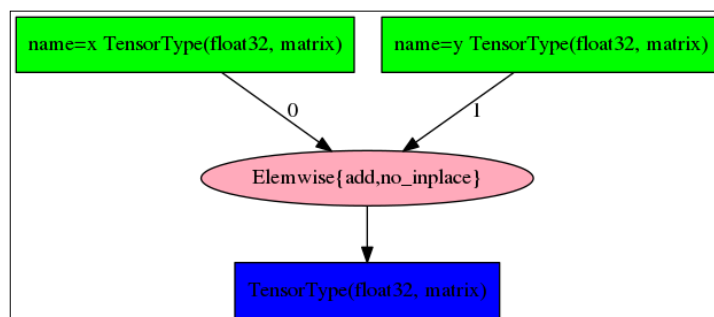 name=x TensorType(float32, matrix)
name=y TensorType(float32, matrix)
0
1
Elemwise{add,no_inplace}
TensorType(float32, matrix)